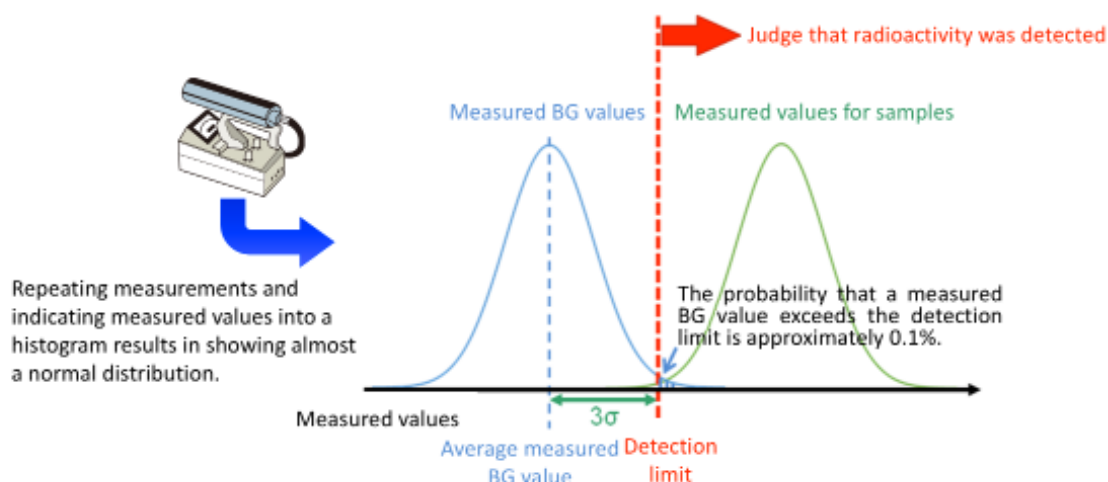 Judge that radioactivity was detected
Measured BG values
Measured values for samples
Repeating measurements and
indicating measured values into a
histogram results in showing almost
a normal distribution.
The probability that a measured
BG value exceeds the detection
limit is approximately 0.1%.
Measured values
3σ
Average measured
BG value
Detection
limit